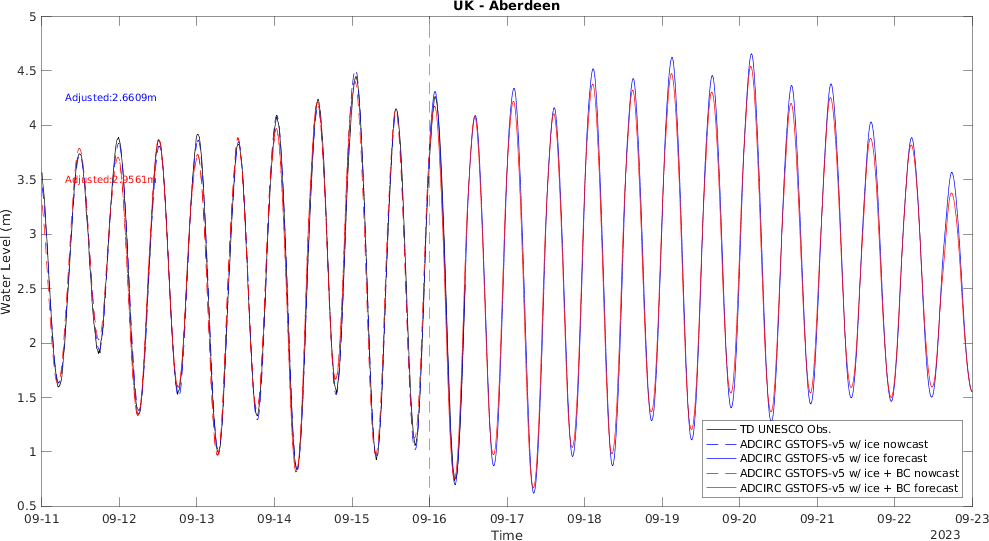 UK - Aberdeen
5
4.5
4
3.5
3
2.5
2
1.5
1
0.5
Water Level (m)
Adjusted:2.6609m
Adjusted:2.9561m
TD UNESCO Obs.
ADCIRC GSTOFS-v5 w/ ice nowcast
ADCIRC GSTOFS-v5 w/ ice forecast
ADCIRC GSTOFS-v5 w/ ice + BC nowcast
ADCIRC GSTOFS-v5 w/ ice + BC forecast
09-11 09-12 09-13 09-14 09-15 09-16 09-17 09-18 09-19 09-20 09-21 09-22 09-23
Time
2023